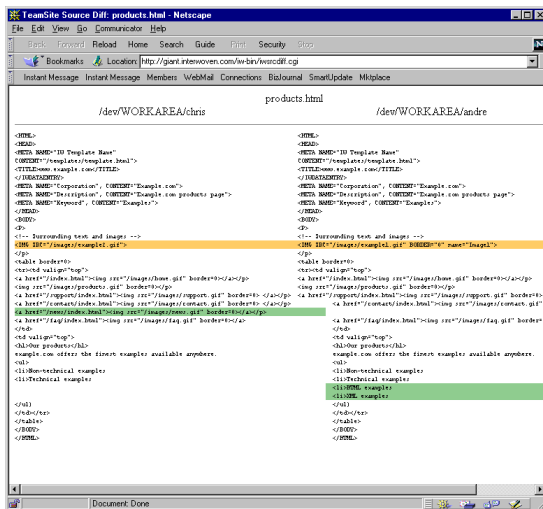 TeamSite Source Diff: products.html - Netscape
File Edit View Go Communicator Help
Back Forward Reload Home Search Guide Print Security Stop
Bookmarks Location: http://giant.interwoven.com/iw-bin/iwsrcdiff.cgi
Instant Message Instant Message Members WebMail Connections BizJournal SmartUpdate Mktplace
products.html
/dev/WORKAREA/chris /dev/WORKAREA/andre
<HTML> <HTML>
<HEAD> <HEAD>
<META NAME="IW Template Name" <META NAME="IW Template Name"
CONTENT="/templates/template.html"> CONTENT="/templates/template.html">
<TITLE>www.example.com</TITLE> <TITLE>www.example.com</TITLE>
</IWDATAENTRY> </IWDATAENTRY>
<META NAME="Corporation", CONTENT="Example.com"> <META NAME="Corporation", CONTENT="Example.com">
<META NAME="Description", CONTENT="Example.com products page"> <META NAME="Description", CONTENT="Example.com products page">
<META NAME="Keyword", CONTENT="Examples"> <META NAME="Keyword", CONTENT="Examples">
</HEAD> </HEAD>
<BODY> <BODY>
<P> <P>
<!-- Surrounding text and images --> <!-- Surrounding text and images -->
<IMG SRC="/images/example2.gif"> <IMG SRC="/images/example1.gif" BORDER="0" name="Image1">
</p> </p>
<table border=0> <table border=0>
<tr><td valign="top"> <tr><td valign="top">
<a href="/index.html"><img src="/images/home.gif" border=0></a></p> <a href="/index.html"><img src="/images/home.gif" border=0></a></p>
<img src="/images/products.gif" border=0></p> <img src="/images/products.gif" border=0></p>
<a href="/support/index.html"><img src="/images/support.gif" border=0> </a></p> <a href="/support/index.html"><img src="/images/support.gif" border=0>
<a href="/contact/index.html"><img src="/images/contact.gif" border=0></a></p> <a href="/contact/index.html"><img src="/images/contact.gif" border=0>
<a href="/news/index.html"><img src="/images/news.gif" border=0></a></p>
<a href="/faq/index.html"><img src="/images/faq.gif" border=0></a> <a href="/faq/index.html"><img src="/images/faq.gif" border=
</td> </td>
<td valign="top"> <td valign="top">
<h1>Our products</h1> <h1>Our products</h1>
example.com offers the finest examples available anywhere. example.com offers the finest examples available anywhere.
<ul> <ul>
<li>Non-technical examples <li>Non-technical examples
<li>Technical examples <li>Technical examples
<li>HTML examples
<li>XML examples
</ul> </ul>
</td></tr> </td></tr>
</table> </table>
</BODY> </BODY>
</HTML> </HTML>
Document: Done